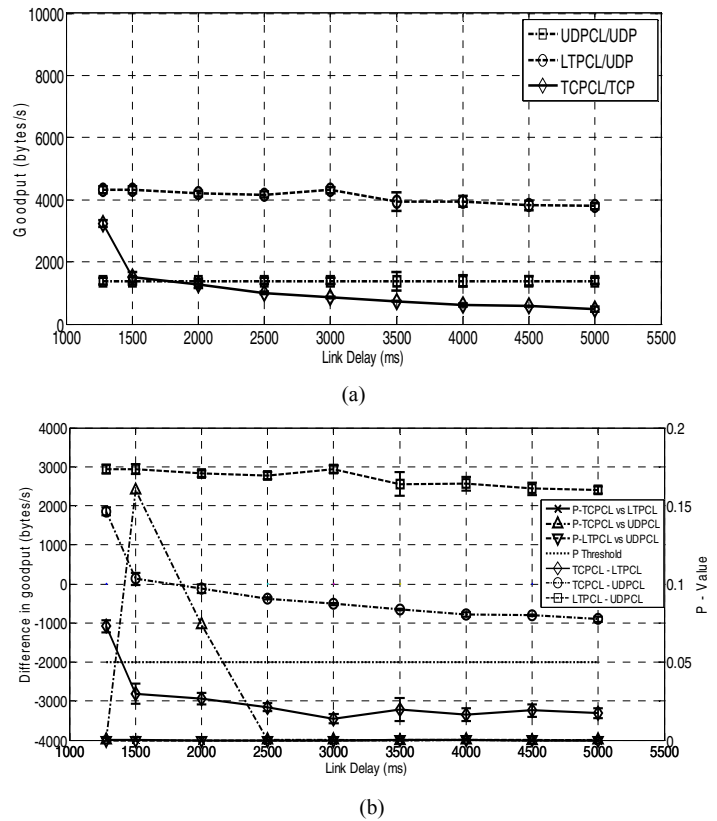 10000
8000
6000
4000
2000
0
Goodput (bytes/s)
UDPCL/UDP
LTPCL/UDP
TCPCL/TCP
1000 1500 2000 2500 3000 3500 4000 4500 5000 5500
Link Delay (ms)
(a)
4000
3000
2000
1000
0
-1000
-2000
-3000
-4000
Difference in goodput (bytes/s)
0.2
0.15
0.1
0.05
0
P - Value
P-TCPCL vs LTPCL
P-TCPCL vs UDPCL
P-LTPCL vs UDPCL
P Threshold
TCPCL - LTPCL
TCPCL - UDPCL
LTPCL - UDPCL
1000 1500 2000 2500 3000 3500 4000 4500 5000 5500
Link Delay (ms)
(b)